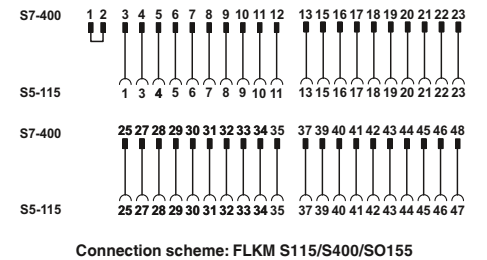 S7-400 1 2 3 4 5 6 7 8 9 10 11 12 13 15 16 17 18 19 20 21 22 23
S5-115 1 3 4 5 6 7 8 9 10 11 13 15 16 17 18 19 20 21 22 23
S7-400 25 27 28 29 30 31 32 33 34 35 37 39 40 41 42 43 44 45 46 48
S5-115 25 27 28 29 30 31 32 33 34 35 37 39 40 41 42 43 44 45 46 47
Connection scheme: FLKM S115/S400/SO155